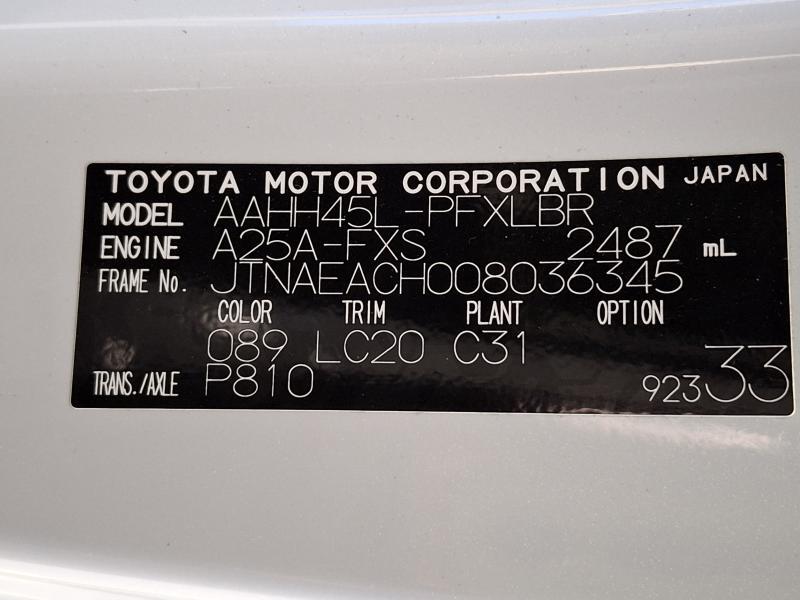 TOYOTA MOTOR CORPORATION JAPAN
MODEL AAHH45L-PFXLBR
ENGINE A25A-FXS 2487 mL
FRAME No. JTNAEACH008036345
COLOR TRIM PLANT OPTION
089 LC20 C31
TRANS./AXLE P810 92333